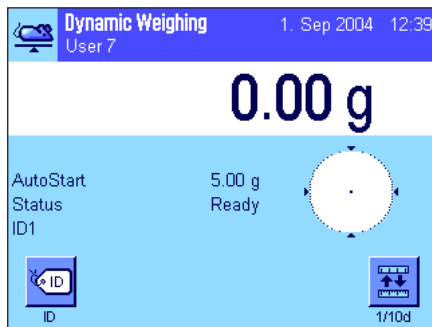 Dynamic Weighing 1. Sep 2004 12:39
User 7
0.00 g
AutoStart 5.00 g
Status Ready
ID1
ID
ID 1/10d